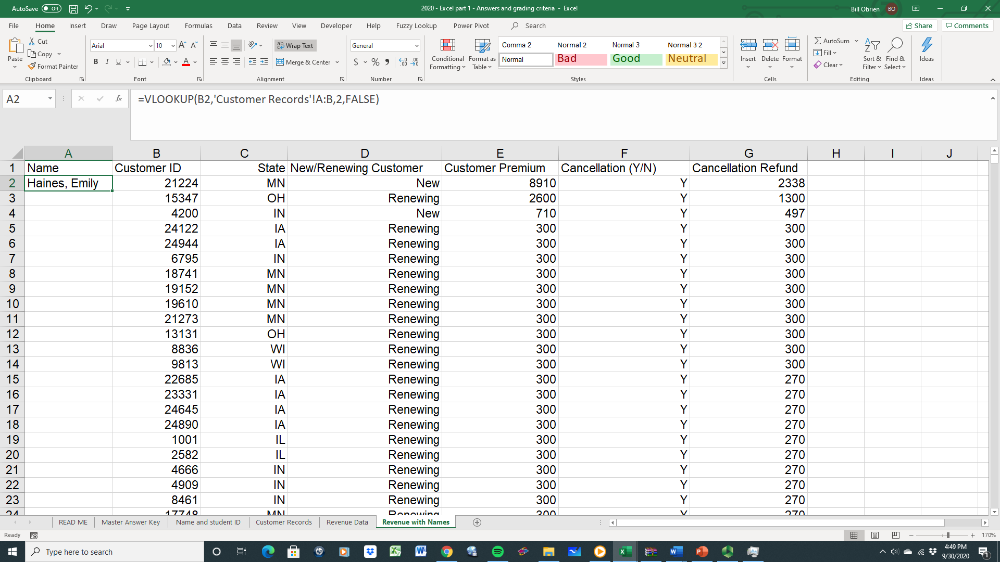 AutoSave Off 2020 - Excel part 1 - Answers and grading criteria - Excel Bill Obrien BO
File Home Insert Draw Page Layout Formulas Data Review View Developer Help Fuzzy Lookup Power Pivot Search Share Comments
Paste Cut Copy Format Painter Clipboard
Arial 10 A A B I U A Font
ab Wrap Text Merge & Center Alignment
General $ % 9 Number
Conditional Formatting Format as Table
Comma 2 Normal 2 Normal 3 Normal 3 2
Normal Bad Good Neutral
Styles
Insert Delete Format Cells
AutoSum Fill Clear Sort & Filter Find & Select Editing
Ideas Ideas
A2 fx =VLOOKUP(B2,'Customer Records'!A:B,2,FALSE)
A B C D E F G H I J
1 Name Customer ID State New/Renewing Customer Customer Premium Cancellation (Y/N) Cancellation Refund
2 Haines, Emily 21224 MN New 8910 Y 2338
3 15347 OH Renewing 2600 Y 1300
4 4200 IN New 710 Y 497
5 24122 IA Renewing 300 Y 300
6 24944 IA Renewing 300 Y 300
7 6795 IN Renewing 300 Y 300
8 18741 MN Renewing 300 Y 300
9 19152 MN Renewing 300 Y 300
10 19610 MN Renewing 300 Y 300
11 21273 MN Renewing 300 Y 300
12 13131 OH Renewing 300 Y 300
13 8836 WI Renewing 300 Y 300
14 9813 WI Renewing 300 Y 300
15 22685 IA Renewing 300 Y 270
16 23331 IA Renewing 300 Y 270
17 24645 IA Renewing 300 Y 270
18 24890 IA Renewing 300 Y 270
19 1001 IL Renewing 300 Y 270
20 2582 IL Renewing 300 Y 270
21 4666 IN Renewing 300 Y 270
22 4909 IN Renewing 300 Y 270
23 8461 IN Renewing 300 Y 270
24 17748 MN Renewing 300 Y 270
READ ME Master Answer Key Name and student ID Customer Records Revenue Data Revenue with Names
Ready 170%
Type here to search 4:49 PM
9/30/2020 1